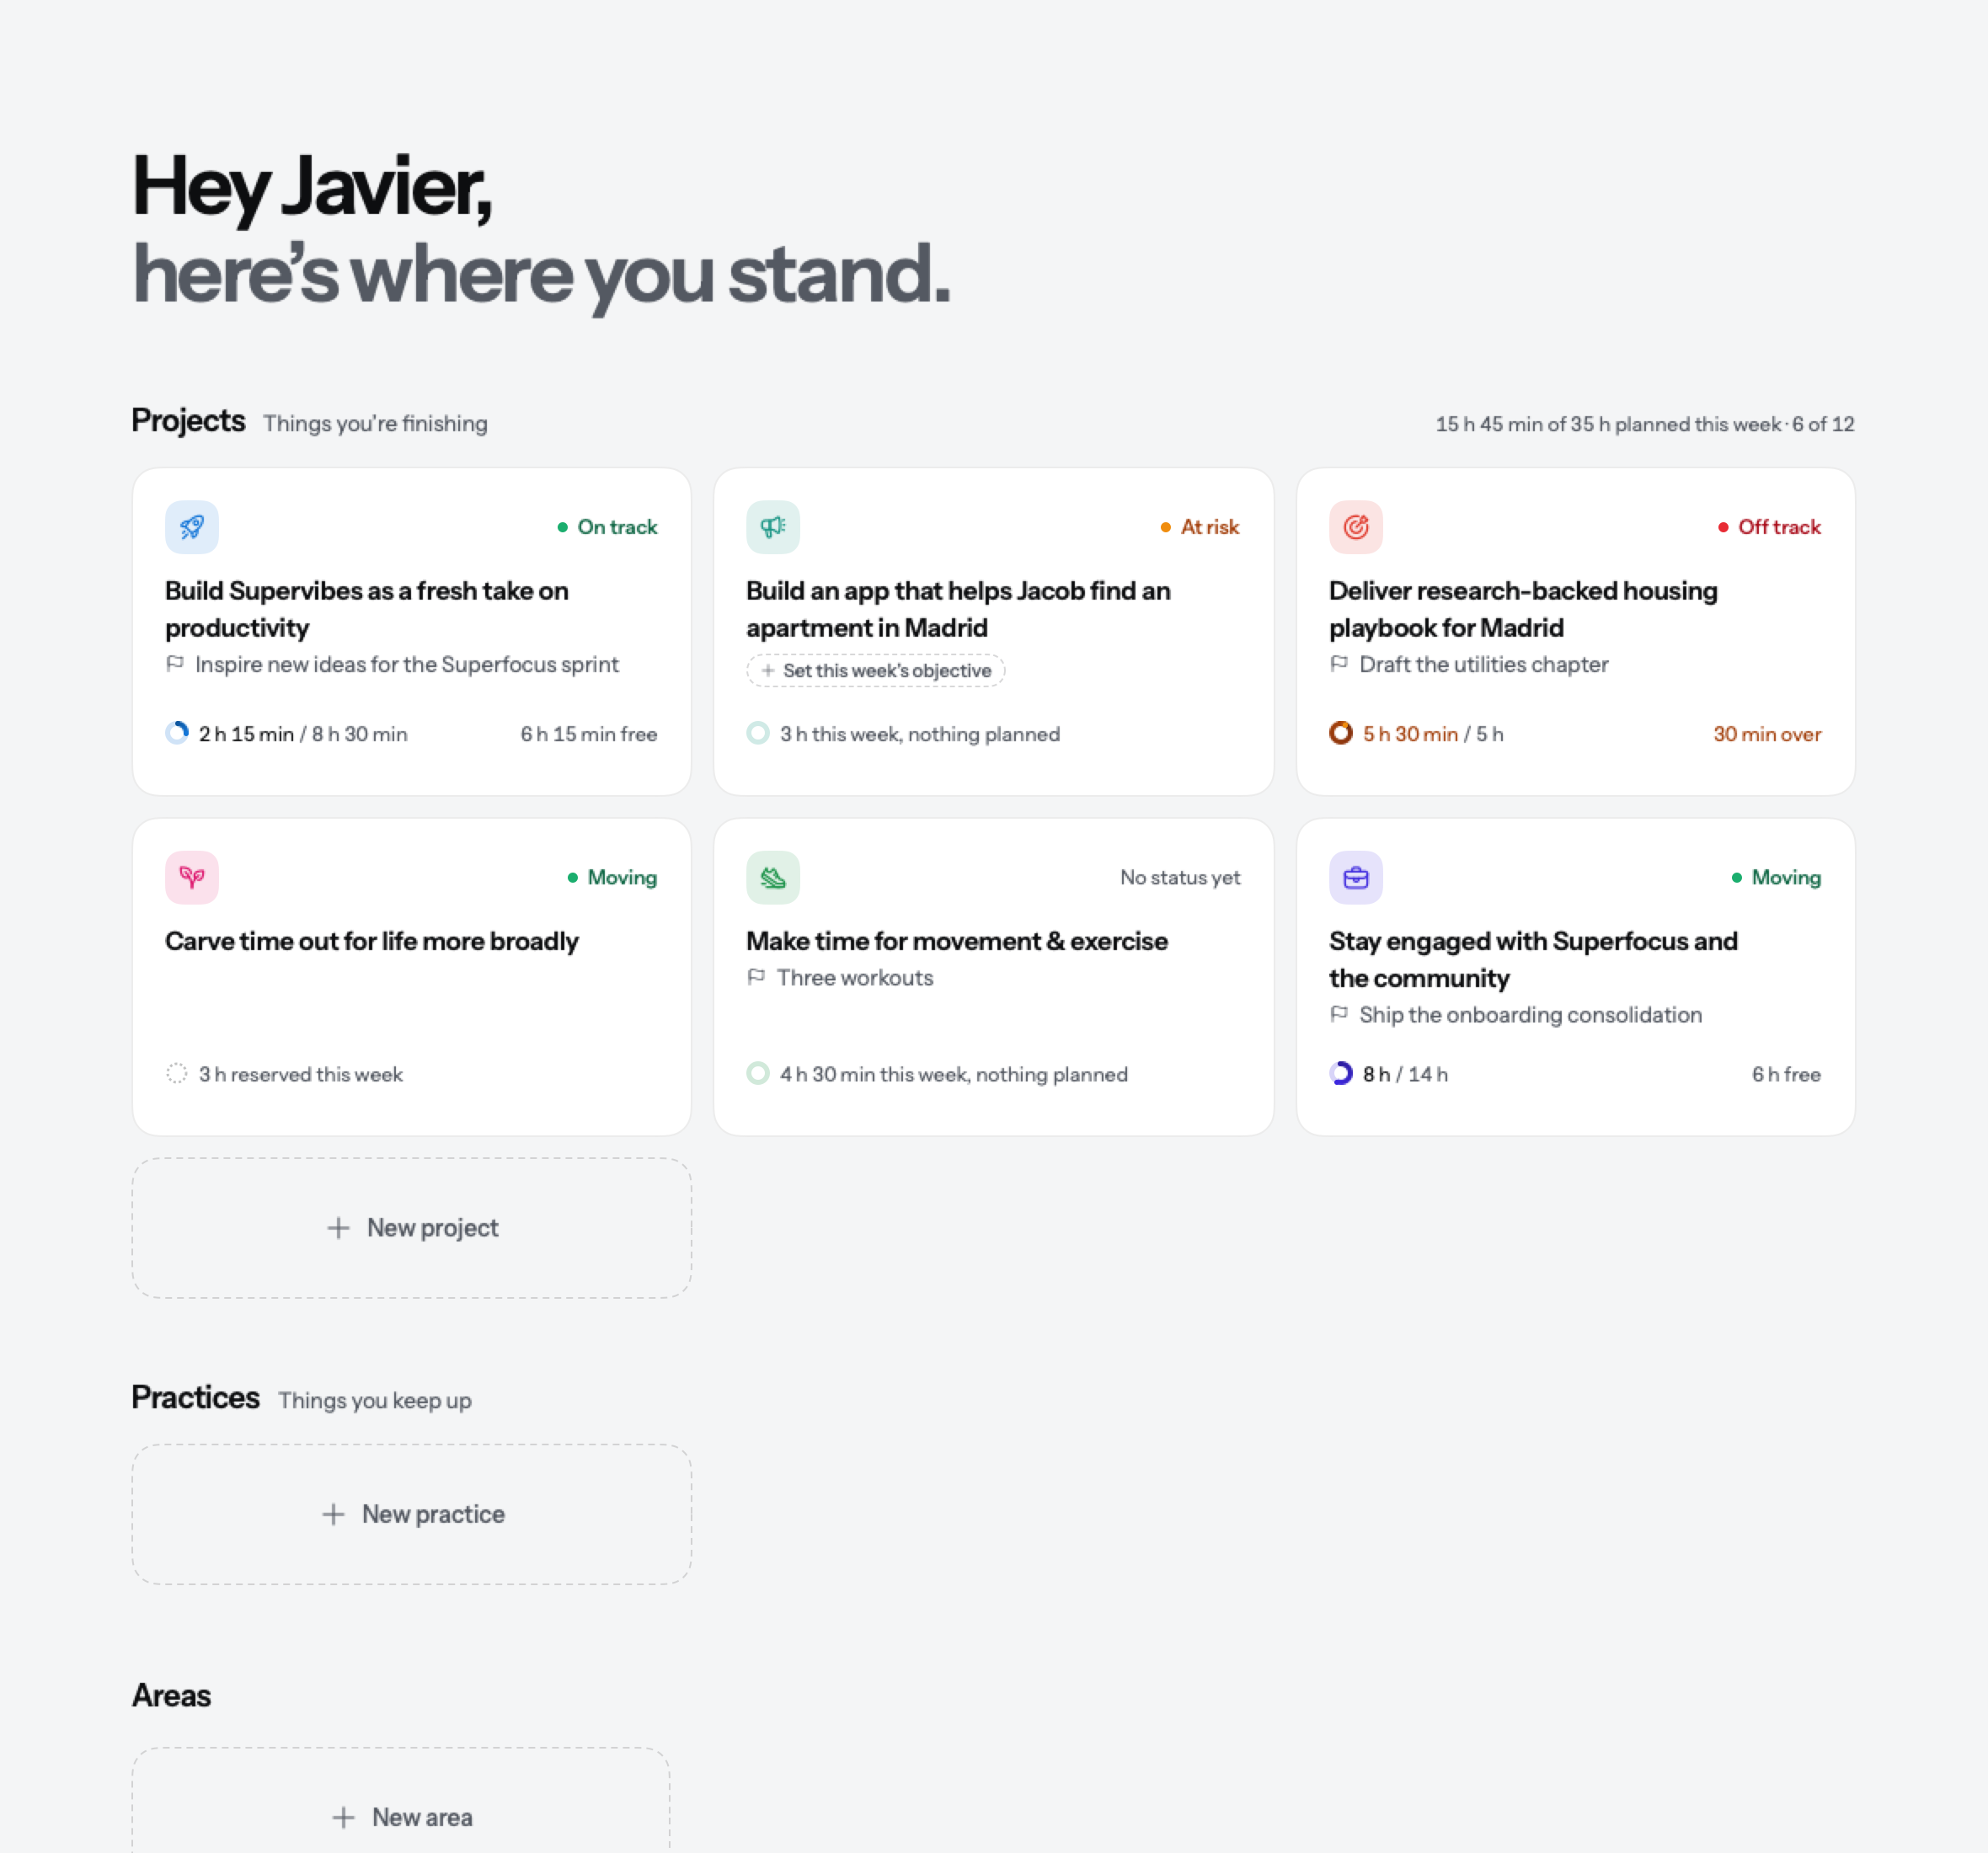 Hey Javier,
here’s where you stand.
Projects Things you're finishing
15 h 45 min of 35 h planned this week · 6 of 12
On track
Build Supervibes as a fresh take on
productivity
Inspire new ideas for the Superfocus sprint
2 h 15 min / 8 h 30 min
6 h 15 min free
At risk
Build an app that helps Jacob find an
apartment in Madrid
+ Set this week's objective
3 h this week, nothing planned
Off track
Deliver research-backed housing
playbook for Madrid
Draft the utilities chapter
5 h 30 min / 5 h
30 min over
Moving
Carve time out for life more broadly
3 h reserved this week
No status yet
Make time for movement & exercise
Three workouts
4 h 30 min this week, nothing planned
Moving
Stay engaged with Superfocus and
the community
Ship the onboarding consolidation
8 h / 14 h
6 h free
+ New project
Practices Things you keep up
+ New practice
Areas
+ New area